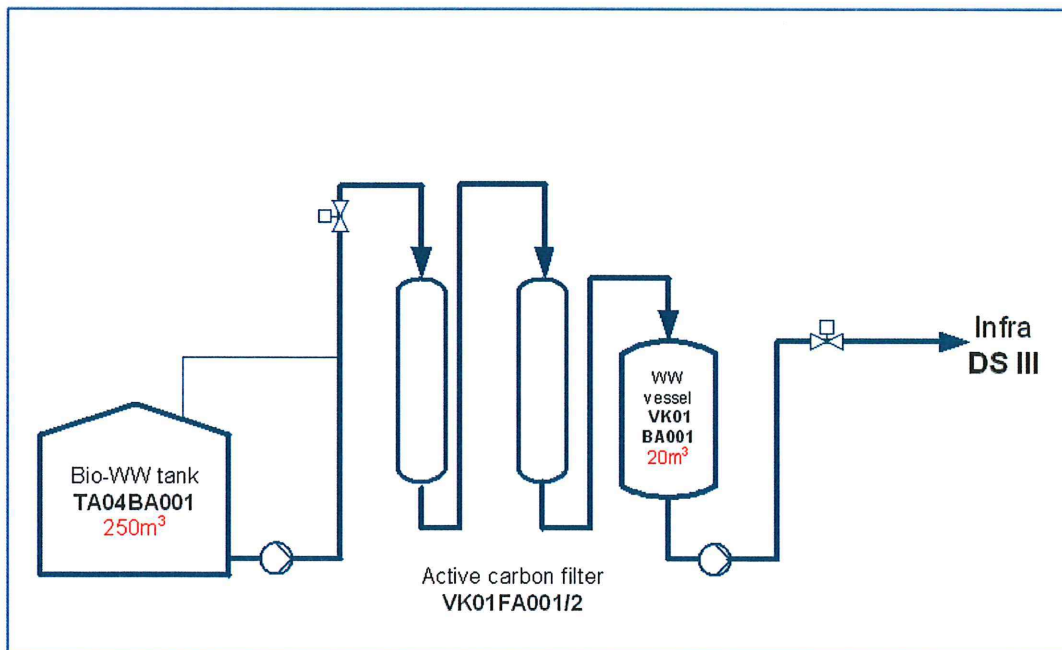 Bio-WW tank
TA04BA001
250m³
Active carbon filter
VK01FA001/2
WW
vessel
VK01
BA001
20m³
Infra
DS III